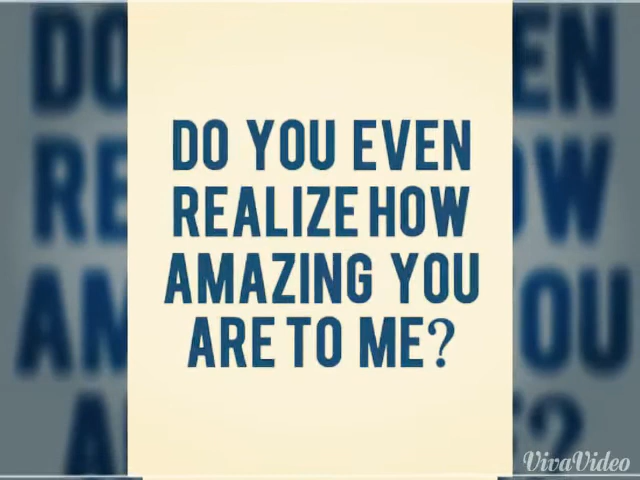 DO YOU EVEN
REALIZE HOW
AMAZING YOU
ARE TO ME?
VivaVideo